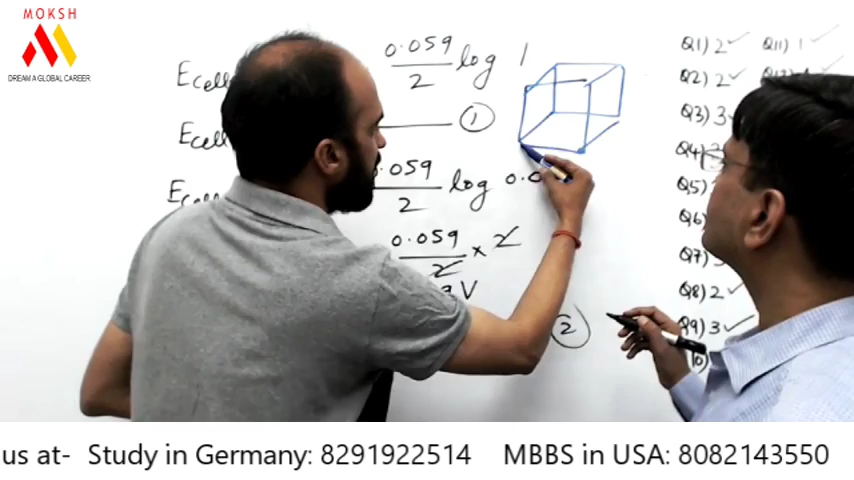 MOKSH
DREAM A GLOBAL CAREER
Ecell 0.059/2 log 1
Ecell ①
Ecell 0.059/2 log 0.0
0.059/2 × 2
9 V
②
Q1) 2 ✓ Q11) 1 ✓
Q2) 2 ✓
Q3) 3
Q4)
Q5)
Q6)
Q7)
Q8) 2 ✓
Q9) 3 ✓
10)
us at- Study in Germany: 8291922514 MBBS in USA: 8082143550